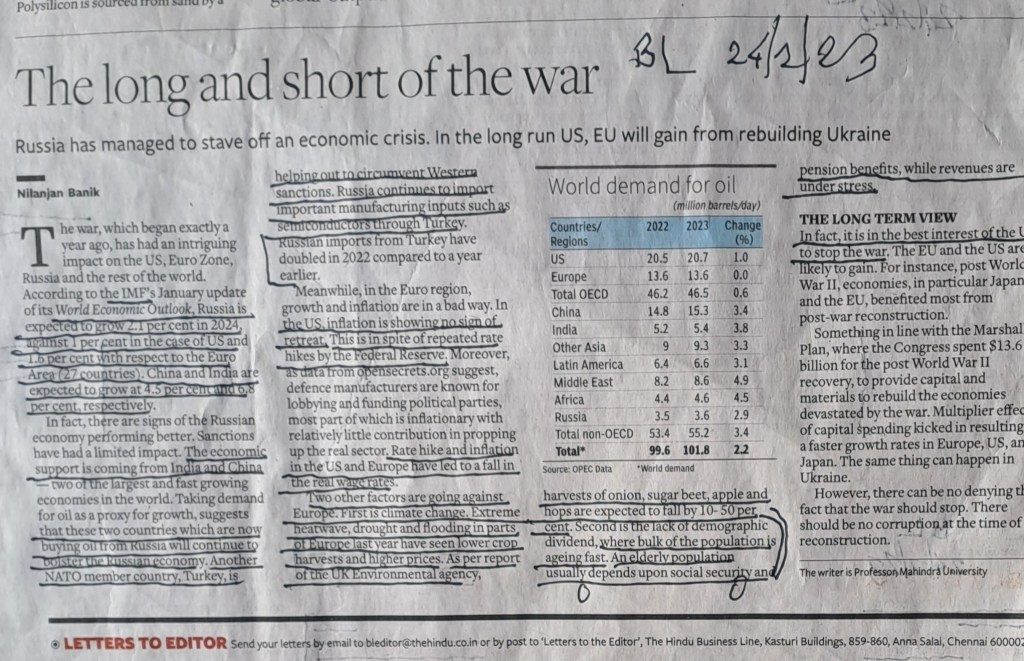 Polysilicon is sourced from sand by a
BL 24/2/23
The long and short of the war
Russia has managed to stave off an economic crisis. In the long run US, EU will gain from rebuilding Ukraine
Nilanjan Banik
The war, which began exactly a
year ago, has had an intriguing
impact on the US, Euro Zone,
Russia and the rest of the world.
According to the IMF's January update
of its World Economic Outlook, Russia is
expected to grow 2.1 per cent in 2024,
against 1 per cent in the case of US and
1.6 per cent with respect to the Euro
Area (27 countries). China and India are
expected to grow at 4.5 per cent and 6.8
per cent, respectively.
In fact, there are signs of the Russian
economy performing better. Sanctions
have had a limited impact. The economic
support is coming from India and China
— two of the largest and fast growing
economies in the world. Taking demand
for oil as a proxy for growth, suggests
that these two countries which are now
buying oil from Russia will continue to
bolster the Russian economy. Another
NATO member country, Turkey, is
helping out to circumvent Western
sanctions. Russia continues to import
important manufacturing inputs such as
semiconductors through Turkey.
Russian imports from Turkey have
doubled in 2022 compared to a year
earlier.
Meanwhile, in the Euro region,
growth and inflation are in a bad way. In
the US, inflation is showing no sign of
retreat. This is in spite of repeated rate
hikes by the Federal Reserve. Moreover,
as data from opensecrets.org suggest,
defence manufacturers are known for
lobbying and funding political parties,
most part of which is inflationary with
relatively little contribution in propping
up the real sector. Rate hike and inflation
in the US and Europe have led to a fall in
the real wage rates.
Two other factors are going against
Europe. First is climate change. Extreme
heatwave, drought and flooding in parts
of Europe last year have seen lower crop
harvests and higher prices. As per report
of the UK Environmental agency,
World demand for oil
(million barrels/day)
Countries/ Regions 2022 2023 Change (%)
US 20.5 20.7 1.0
Europe 13.6 13.6 0.0
Total OECD 46.2 46.5 0.6
China 14.8 15.3 3.4
India 5.2 5.4 3.8
Other Asia 9 9.3 3.3
Latin America 6.4 6.6 3.1
Middle East 8.2 8.6 4.9
Africa 4.4 4.6 4.5
Russia 3.5 3.6 2.9
Total non-OECD 53.4 55.2 3.4
Total* 99.6 101.8 2.2
Source: OPEC Data *World demand
harvests of onion, sugar beet, apple and
hops are expected to fall by 10-50 per
cent. Second is the lack of demographic
dividend, where bulk of the population is
ageing fast. An elderly population
usually depends upon social security and
pension benefits, while revenues are
under stress.
THE LONG TERM VIEW
In fact, it is in the best interest of the U
to stop the war. The EU and the US are
likely to gain. For instance, post World
War II, economies, in particular Japan
and the EU, benefited most from
post-war reconstruction.
Something in line with the Marshal
Plan, where the Congress spent $13.6
billion for the post World War II
recovery, to provide capital and
materials to rebuild the economies
devastated by the war. Multiplier effec
of capital spending kicked in resulting
a faster growth rates in Europe, US, an
Japan. The same thing can happen in
Ukraine.
However, there can be no denying th
fact that the war should stop. There
should be no corruption at the time of
reconstruction.
The writer is Professor, Mahindra University
LETTERS TO EDITOR Send your letters by email to bleditor@thehindu.co.in or by post to 'Letters to the Editor', The Hindu Business Line, Kasturi Buildings, 859-860, Anna Salai, Chennai 600002